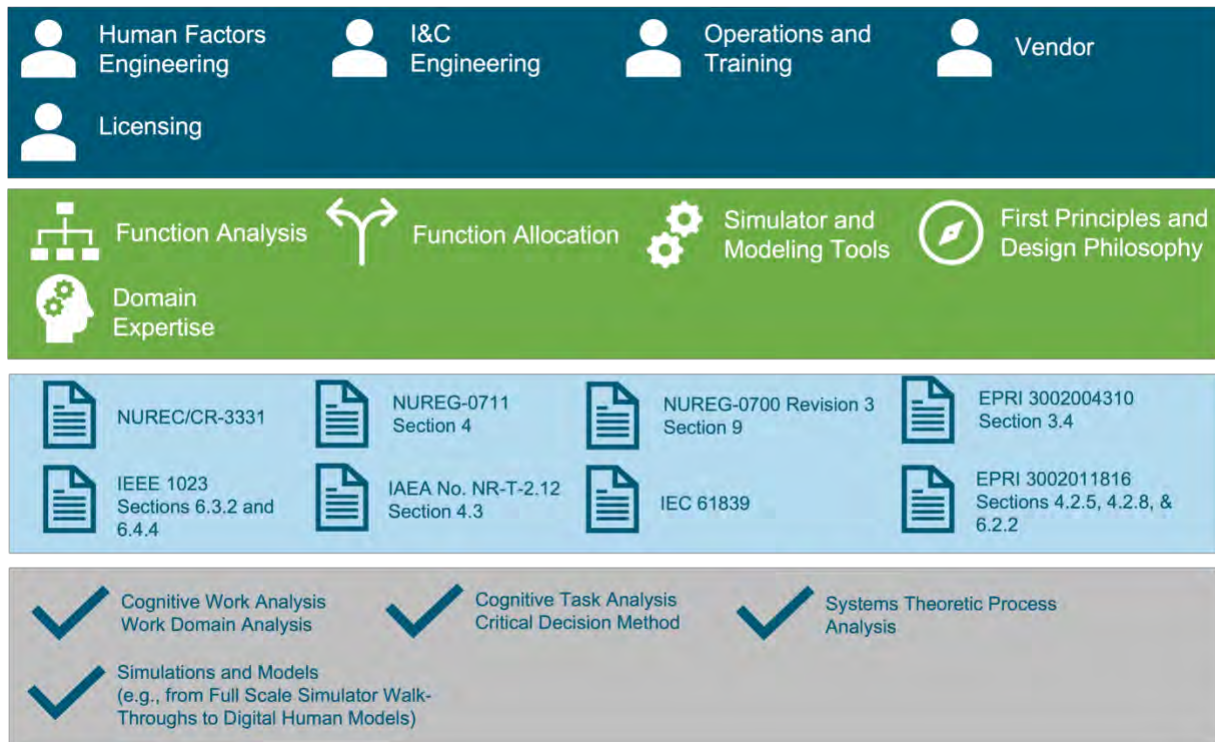 Human Factors
Engineering
I&C
Engineering
Operations and
Training
Vendor
Licensing
Function Analysis
Function Allocation
Simulator and
Modeling Tools
First Principles and
Design Philosophy
Domain
Expertise
NUREC/CR-3331
NUREG-0711
Section 4
NUREG-0700 Revision 3
Section 9
EPRI 3002004310
Section 3.4
IEEE 1023
Sections 6.3.2 and
6.4.4
IAEA No. NR-T-2.12
Section 4.3
IEC 61839
EPRI 3002011816
Sections 4.2.5, 4.2.8, &
6.2.2
Cognitive Work Analysis
Work Domain Analysis
Cognitive Task Analysis
Critical Decision Method
Systems Theoretic Process
Analysis
Simulations and Models
(e.g., from Full Scale Simulator Walk-
Throughs to Digital Human Models)